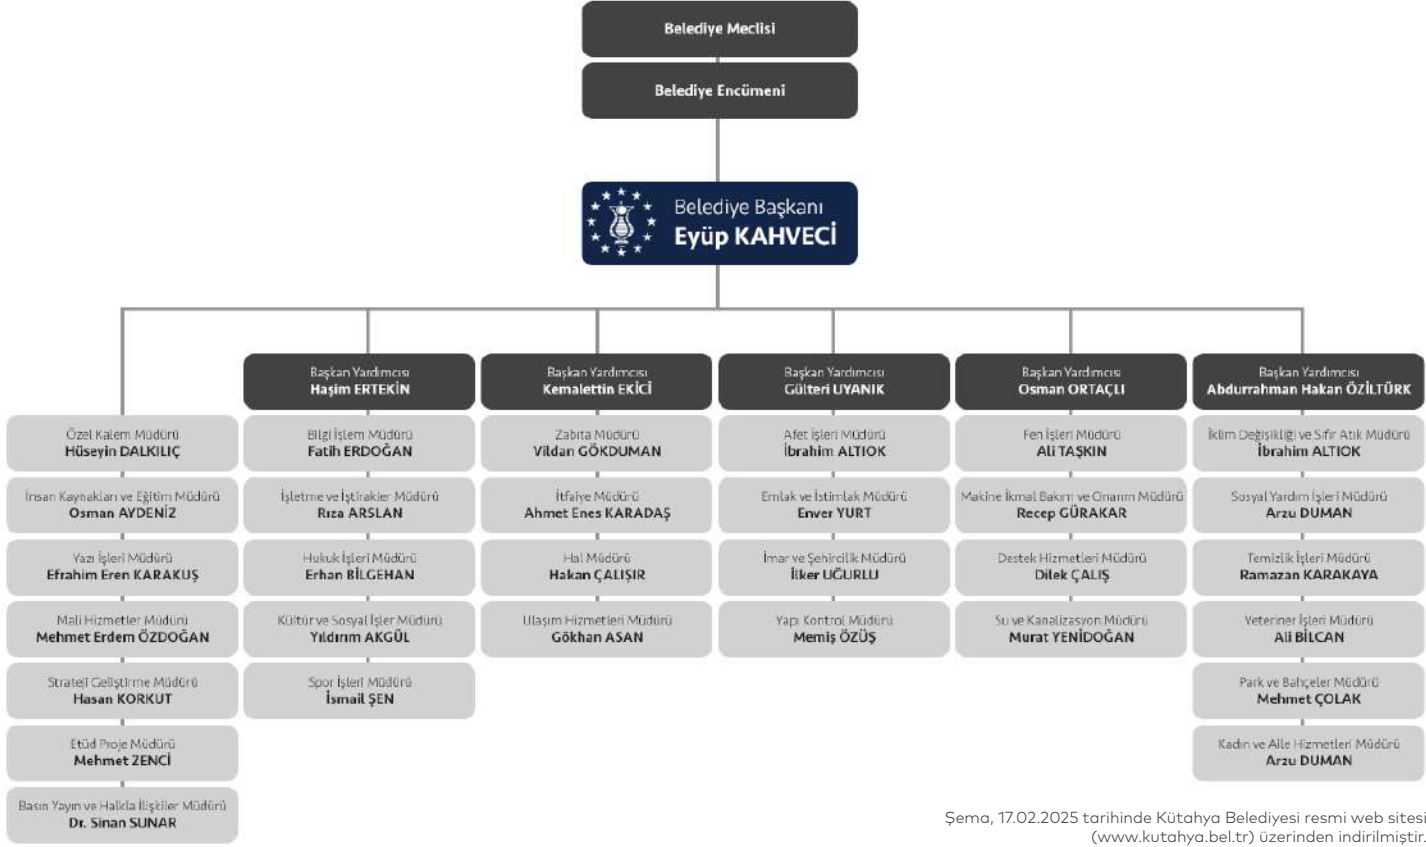 Belediye Meclisi
Belediye Encümeni
Belediye Başkanı
Eyüp KAHVECİ
Özel Kalem Müdürü
Hüseyin DALKILIÇ
İnsan Kaynakları ve Eğitim Müdürü
Osman AYDENİZ
Yazı İşleri Müdürü
Efrahim Eren KARAKUŞ
Mali Hizmetler Müdürü
Mehmet Erdem ÖZDOĞAN
Strateji Geliştirme Müdürü
Hasan KORKUT
Etüd Proje Müdürü
Mehmet ZENCİ
Basın Yayın ve Halkla İlişkiler Müdürü
Dr. Sinan SUNAR
Başkan Yardımcısı
Haşim ERTEKİN
Bilgi İşlem Müdürü
Fatih ERDOĞAN
İşletme ve İştirakler Müdürü
Rıza ARSLAN
Hukuk İşleri Müdürü
Erhan BİLGEHAN
Kültür ve Sosyal İşler Müdürü
Yıldırım AKGÜL
Spor İşleri Müdürü
İsmail ŞEN
Başkan Yardımcısı
Kemalettin EKİCİ
Zabıta Müdürü
Vildan GÖKDUMAN
İtfaiye Müdürü
Ahmet Enes KARADAŞ
Hal Müdürü
Hakan ÇALIŞIR
Ulaşım Hizmetleri Müdürü
Gökhan ASAN
Başkan Yardımcısı
Gülteri UYANIK
Afet İşleri Müdürü
İbrahim ALTIOK
Emlak ve İstimlak Müdürü
Enver YURT
İmar ve Şehircilik Müdürü
İlker UĞURLU
Yapı Kontrol Müdürü
Memiş ÖZÜŞ
Başkan Yardımcısı
Osman ORTAÇLI
Fen İşleri Müdürü
Ali TAŞKIN
Makine İkmal Bakım ve Onarım Müdürü
Recep GÜRAKAR
Destek Hizmetleri Müdürü
Dilek ÇALIŞ
Su ve Kanalizasyon Müdürü
Murat YENİDOĞAN
Başkan Yardımcısı
Abdurrahman Hakan ÖZİLTÜRK
İklim Değişikliği ve Sıfır Atık Müdürü
İbrahim ALTIOK
Sosyal Yardım İşleri Müdürü
Arzu DUMAN
Temizlik İşleri Müdürü
Ramazan KARAKAYA
Veteriner İşleri Müdürü
Ali BİLCAN
Park ve Bahçeler Müdürü
Mehmet ÇOLAK
Kadın ve Aile Hizmetleri Müdürü
Arzu DUMAN
Şema, 17.02.2025 tarihinde Kütahya Belediyesi resmi web sitesi
(www.kutahya.bel.tr) üzerinden indirilmiştir.